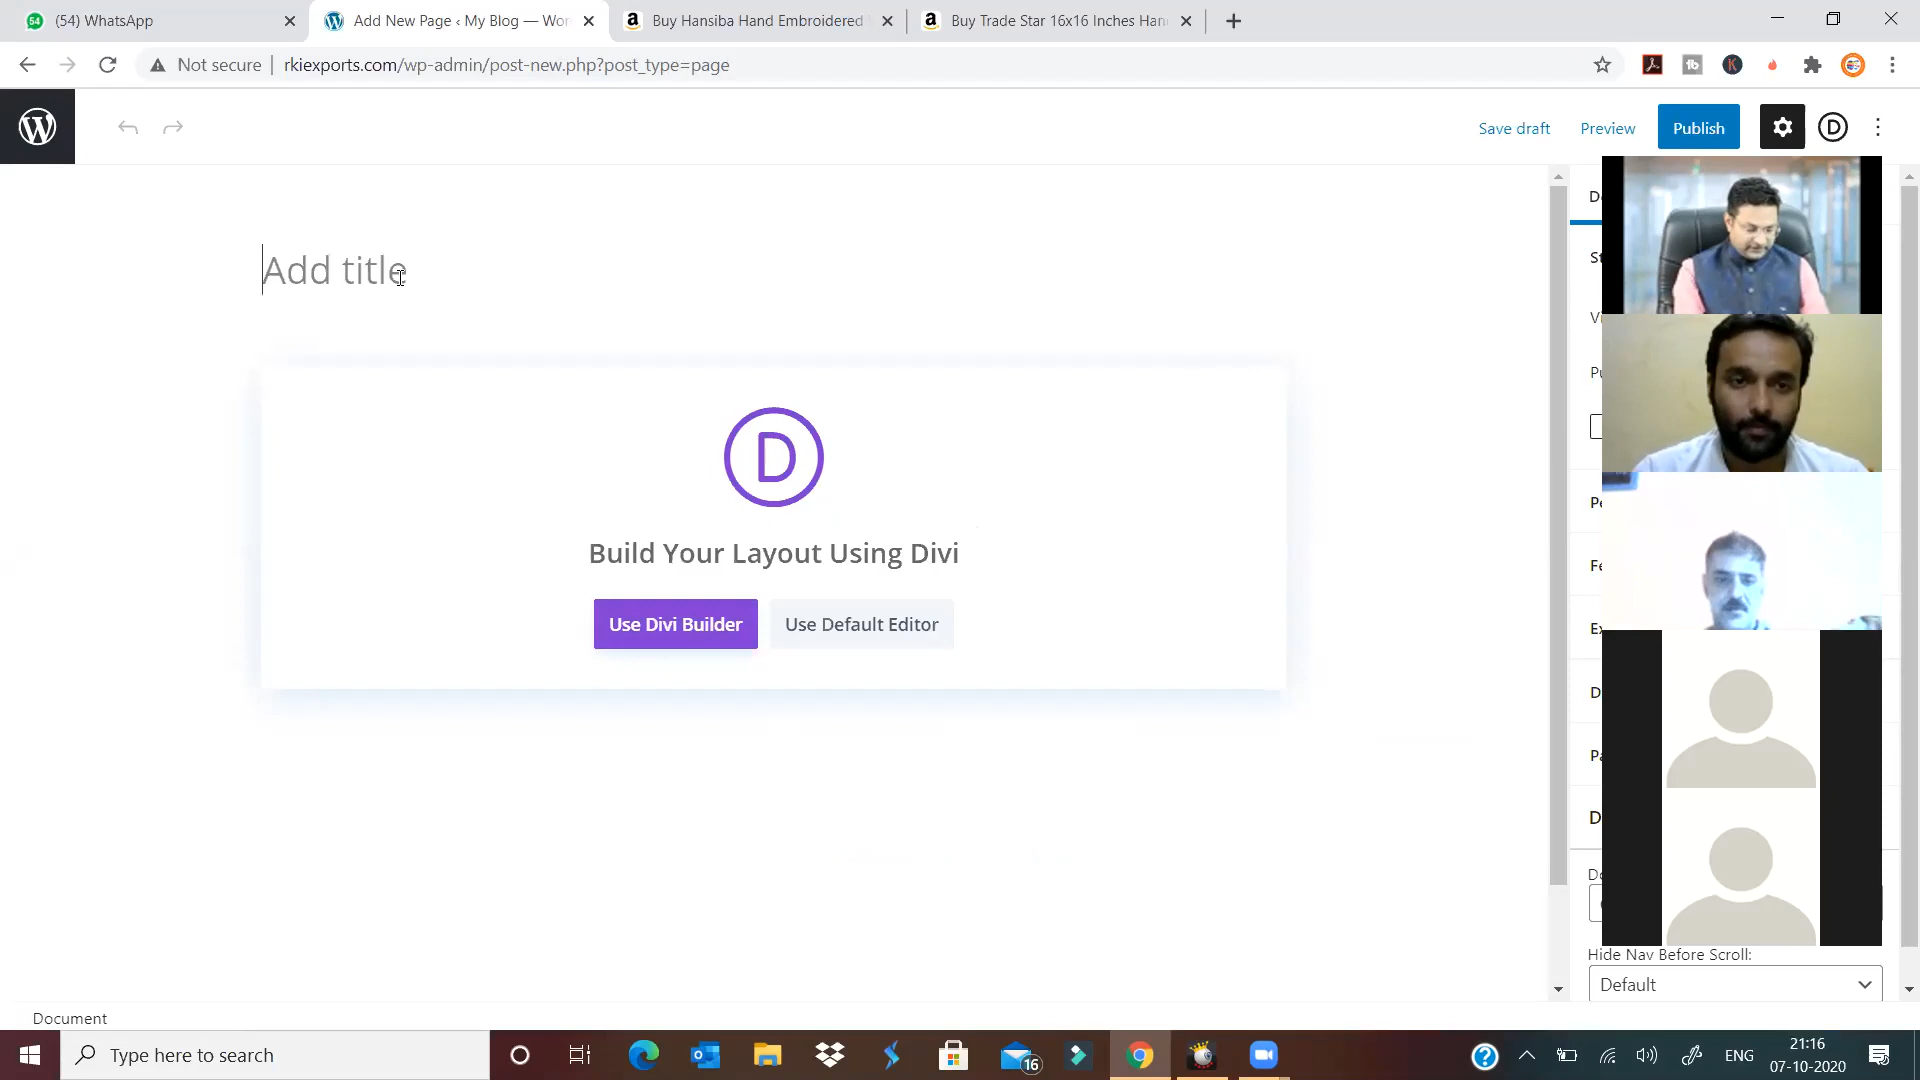 (54) WhatsApp
Add New Page ‹ My Blog — Wor
Buy Hansiba Hand Embroidered
Buy Trade Star 16x16 Inches Han
Not secure
rkiexports.com/wp-admin/post-new.php?post_type=page
Save draft
Preview
Publish
Add title
Build Your Layout Using Divi
Use Divi Builder
Use Default Editor
Hide Nav Before Scroll:
Default
Document
Type here to search
16
ENG
21:16
07-10-2020